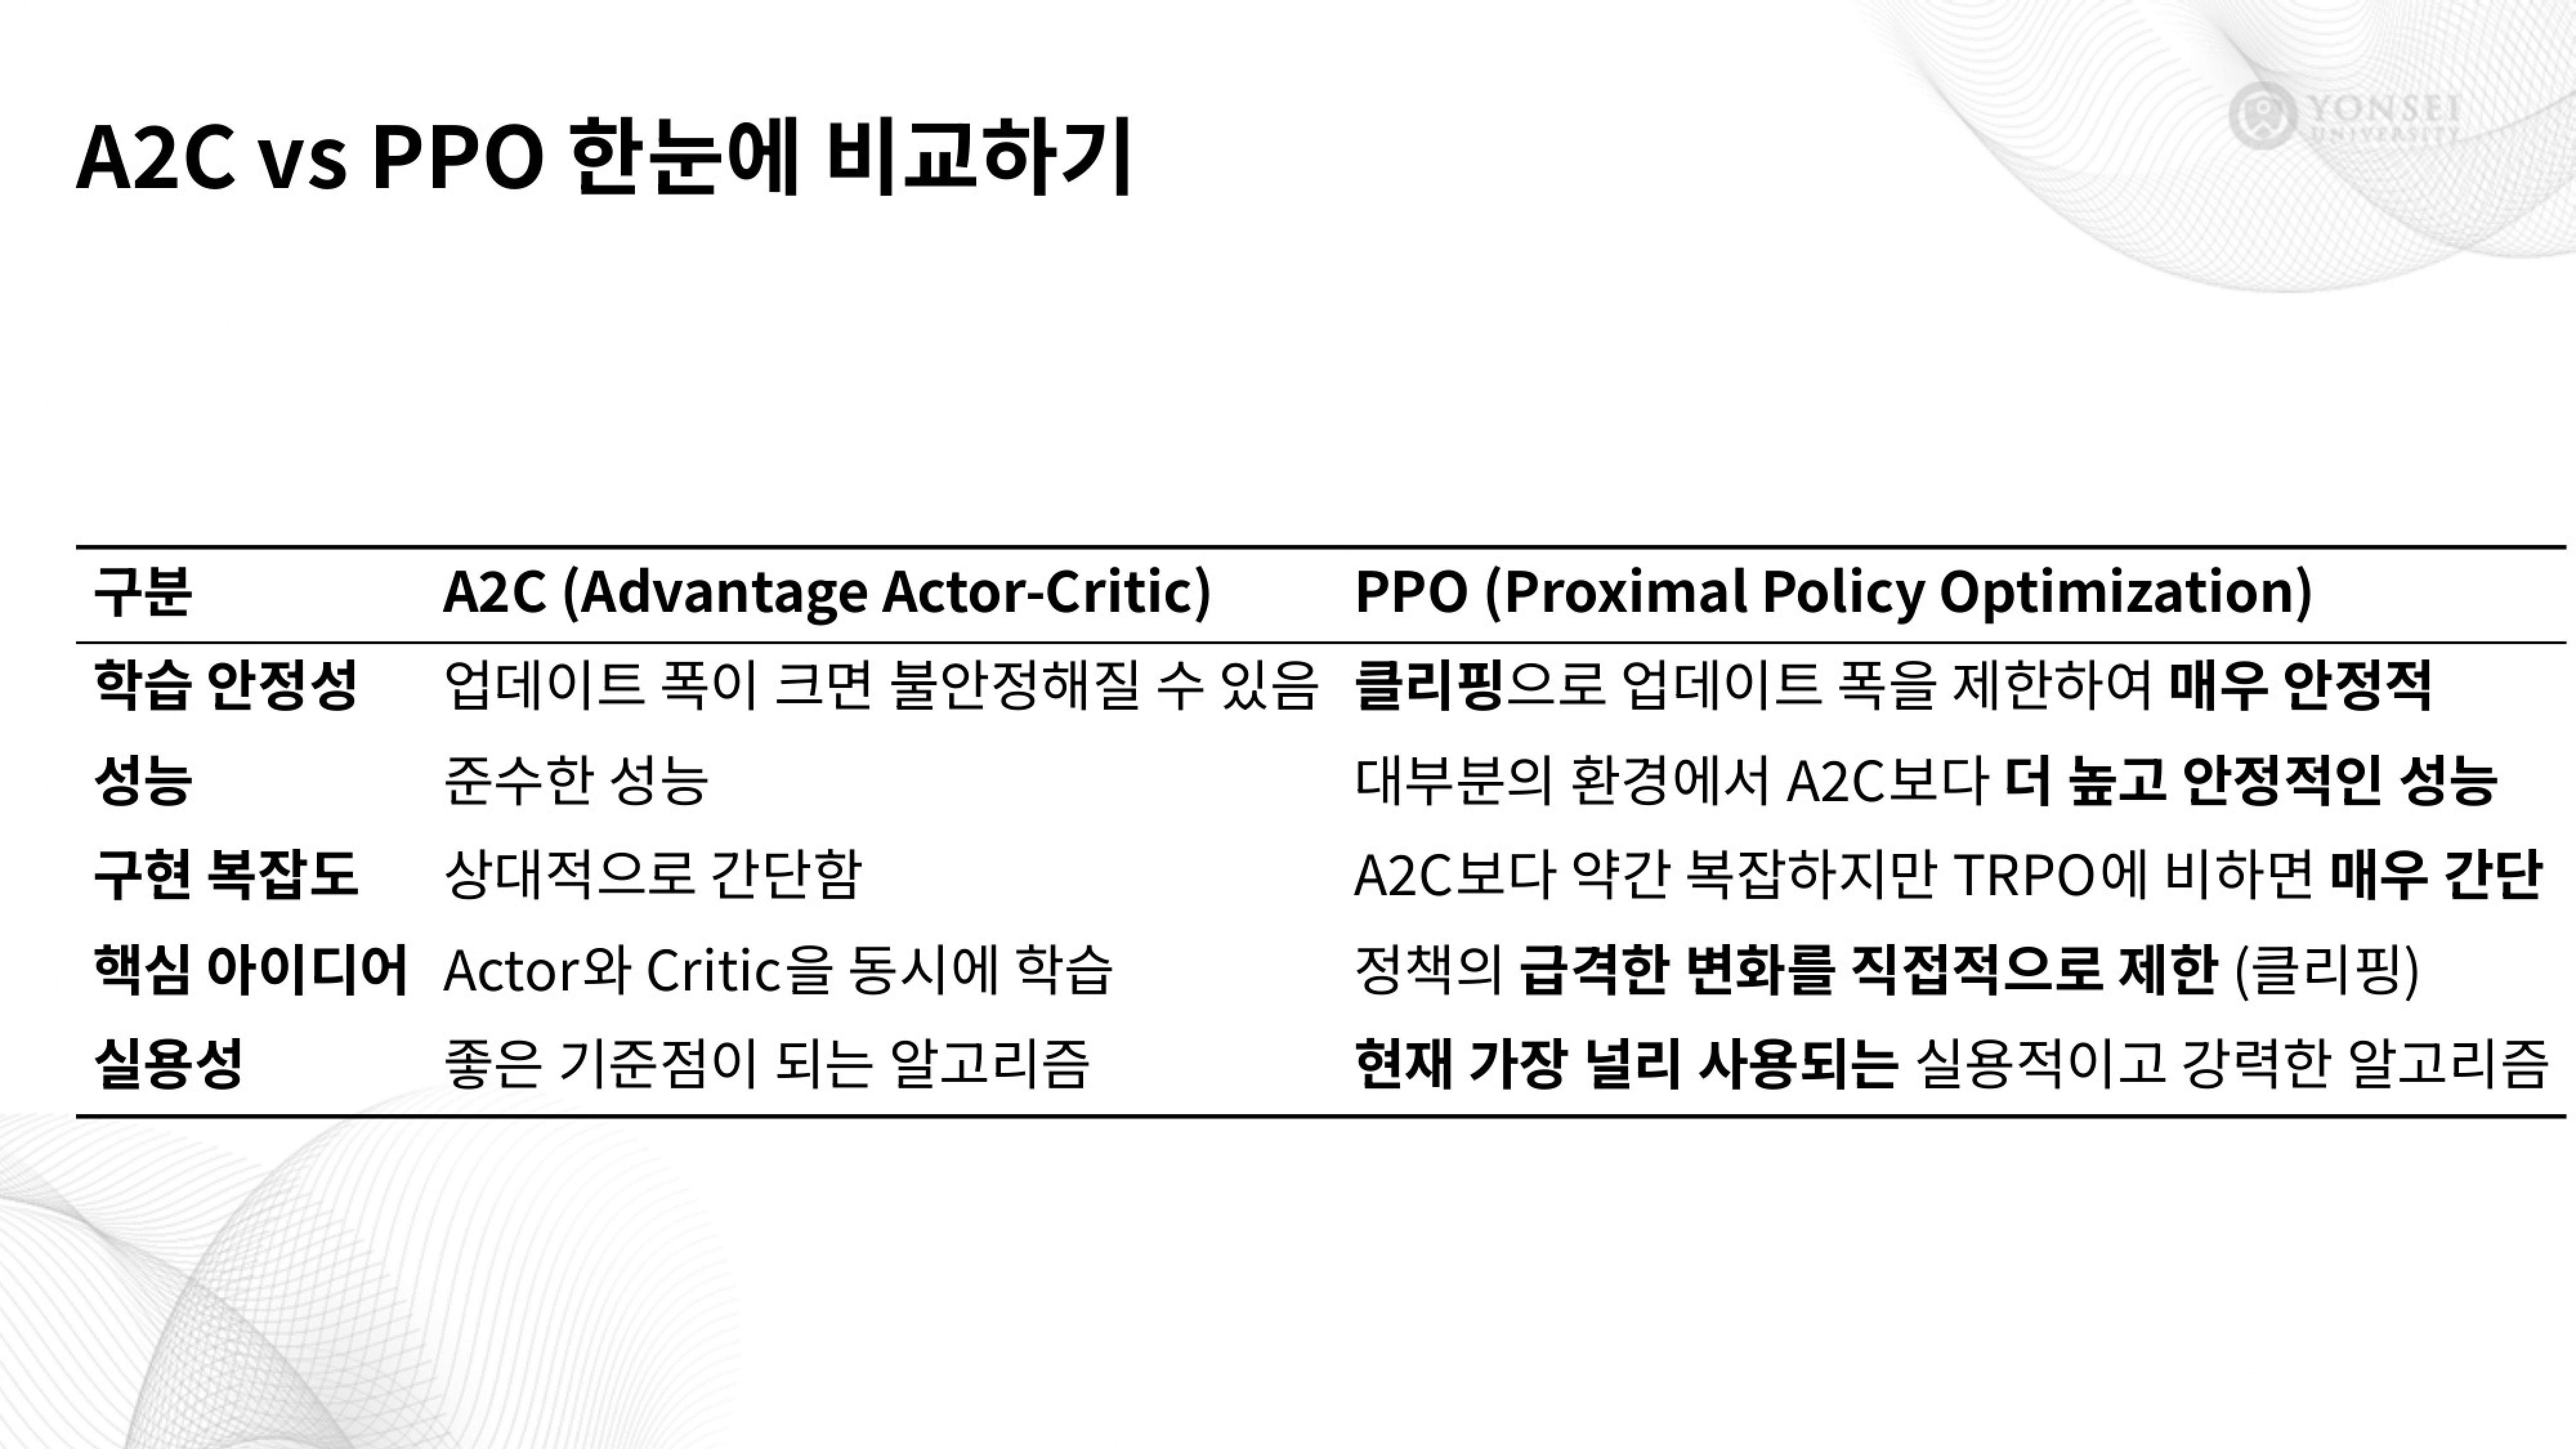 A2C vs PPO 한눈에 비교하기
YONSEI
UNIVERSITY
구분 A2C (Advantage Actor-Critic) PPO (Proximal Policy Optimization)
학습 안정성 업데이트 폭이 크면 불안정해질 수 있음 클리핑으로 업데이트 폭을 제한하여 매우 안정적
성능 준수한 성능 대부분의 환경에서 A2C보다 더 높고 안정적인 성능
구현 복잡도 상대적으로 간단함 A2C보다 약간 복잡하지만 TRPO에 비하면 매우 간단
핵심 아이디어 Actor와 Critic을 동시에 학습 정책의 급격한 변화를 직접적으로 제한 (클리핑)
실용성 좋은 기준점이 되는 알고리즘 현재 가장 널리 사용되는 실용적이고 강력한 알고리즘